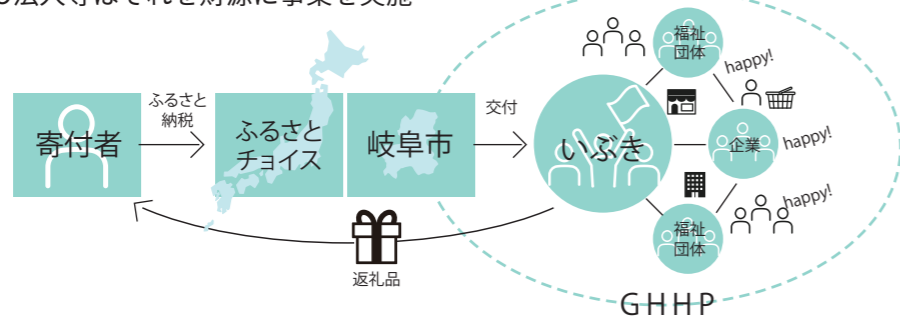 の法人等はそれを財源に事業を実施
寄付者
ふるさと
納税
ふるさと
チョイス
岐阜市
交付
いぶき
福祉
団体
happy!
企業
happy!
happy!
福祉
団体
返礼品
GHHP